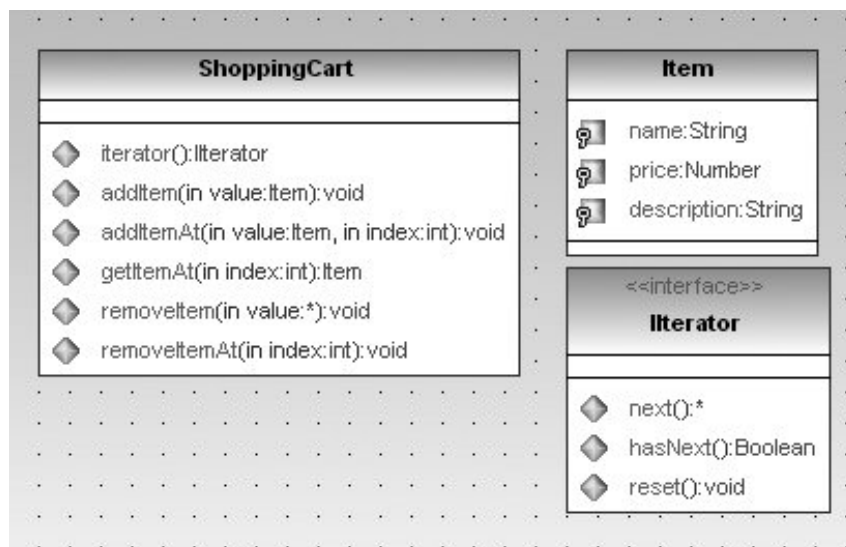 ShoppingCart
iterator():IIterator
addItem(in value:Item):void
addItemAt(in value:Item, in index:int):void
getItemAt(in index:int):Item
removeItem(in value:*):void
removeItemAt(in index:int):void
Item
name:String
price:Number
description:String
<<interface>>
IIterator
next():*
hasNext():Boolean
reset():void